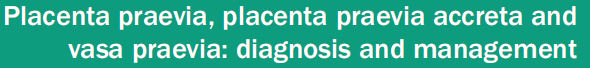 Placenta praevia, placenta praevia accreta and
vasa praevia: diagnosis and management